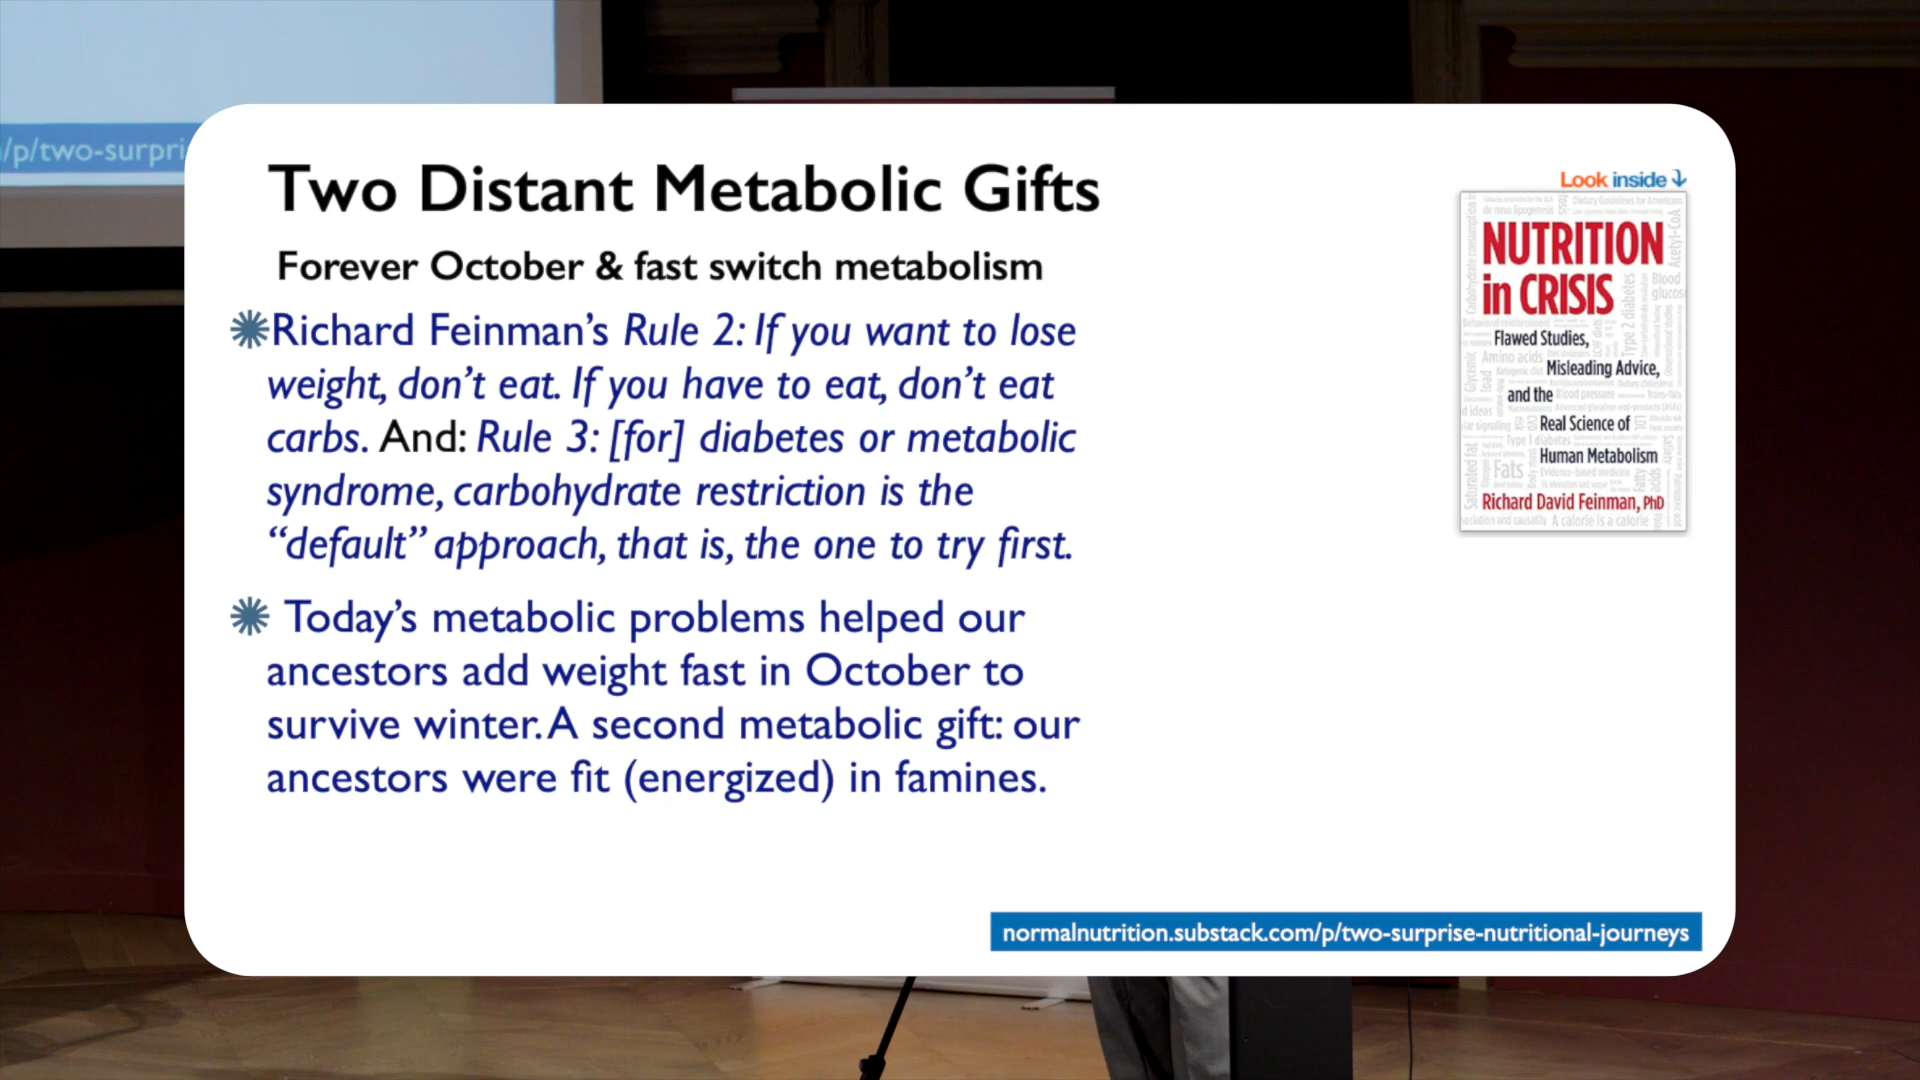 /p/two-surpri
Two Distant Metabolic Gifts
Forever October & fast switch metabolism
Richard Feinman's Rule 2: If you want to lose
weight, don't eat. If you have to eat, don't eat
carbs. And: Rule 3: [for] diabetes or metabolic
syndrome, carbohydrate restriction is the
"default" approach, that is, the one to try first.
Today's metabolic problems helped our
ancestors add weight fast in October to
survive winter. A second metabolic gift: our
ancestors were fit (energized) in famines.
Look inside
NUTRITION
in CRISIS
Flawed Studies,
Misleading Advice,
and the
Real Science of
Human Metabolism
Richard David Feinman, PhD
normalnutrition.substack.com/p/two-surprise-nutritional-journeys